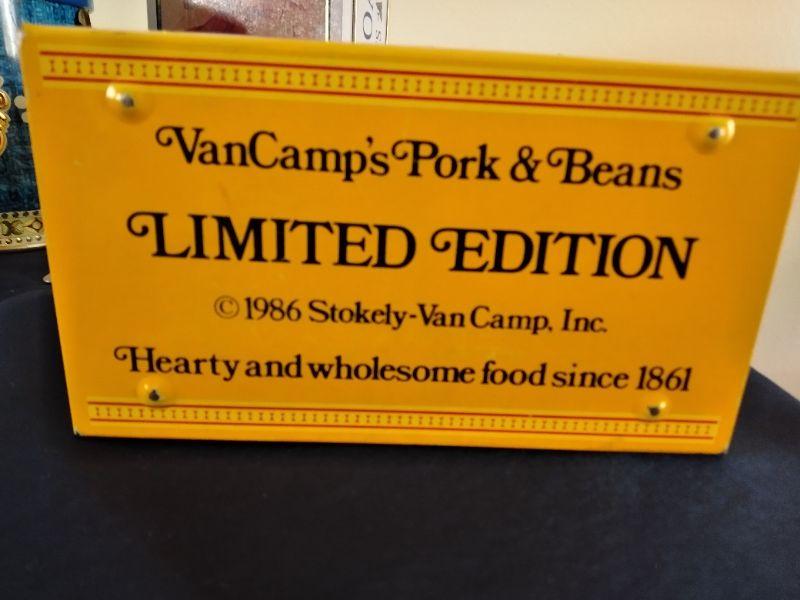 VanCamp's Pork & Beans
LIMITED EDITION
© 1986 Stokely-Van Camp, Inc.
Hearty and wholesome food since 1861